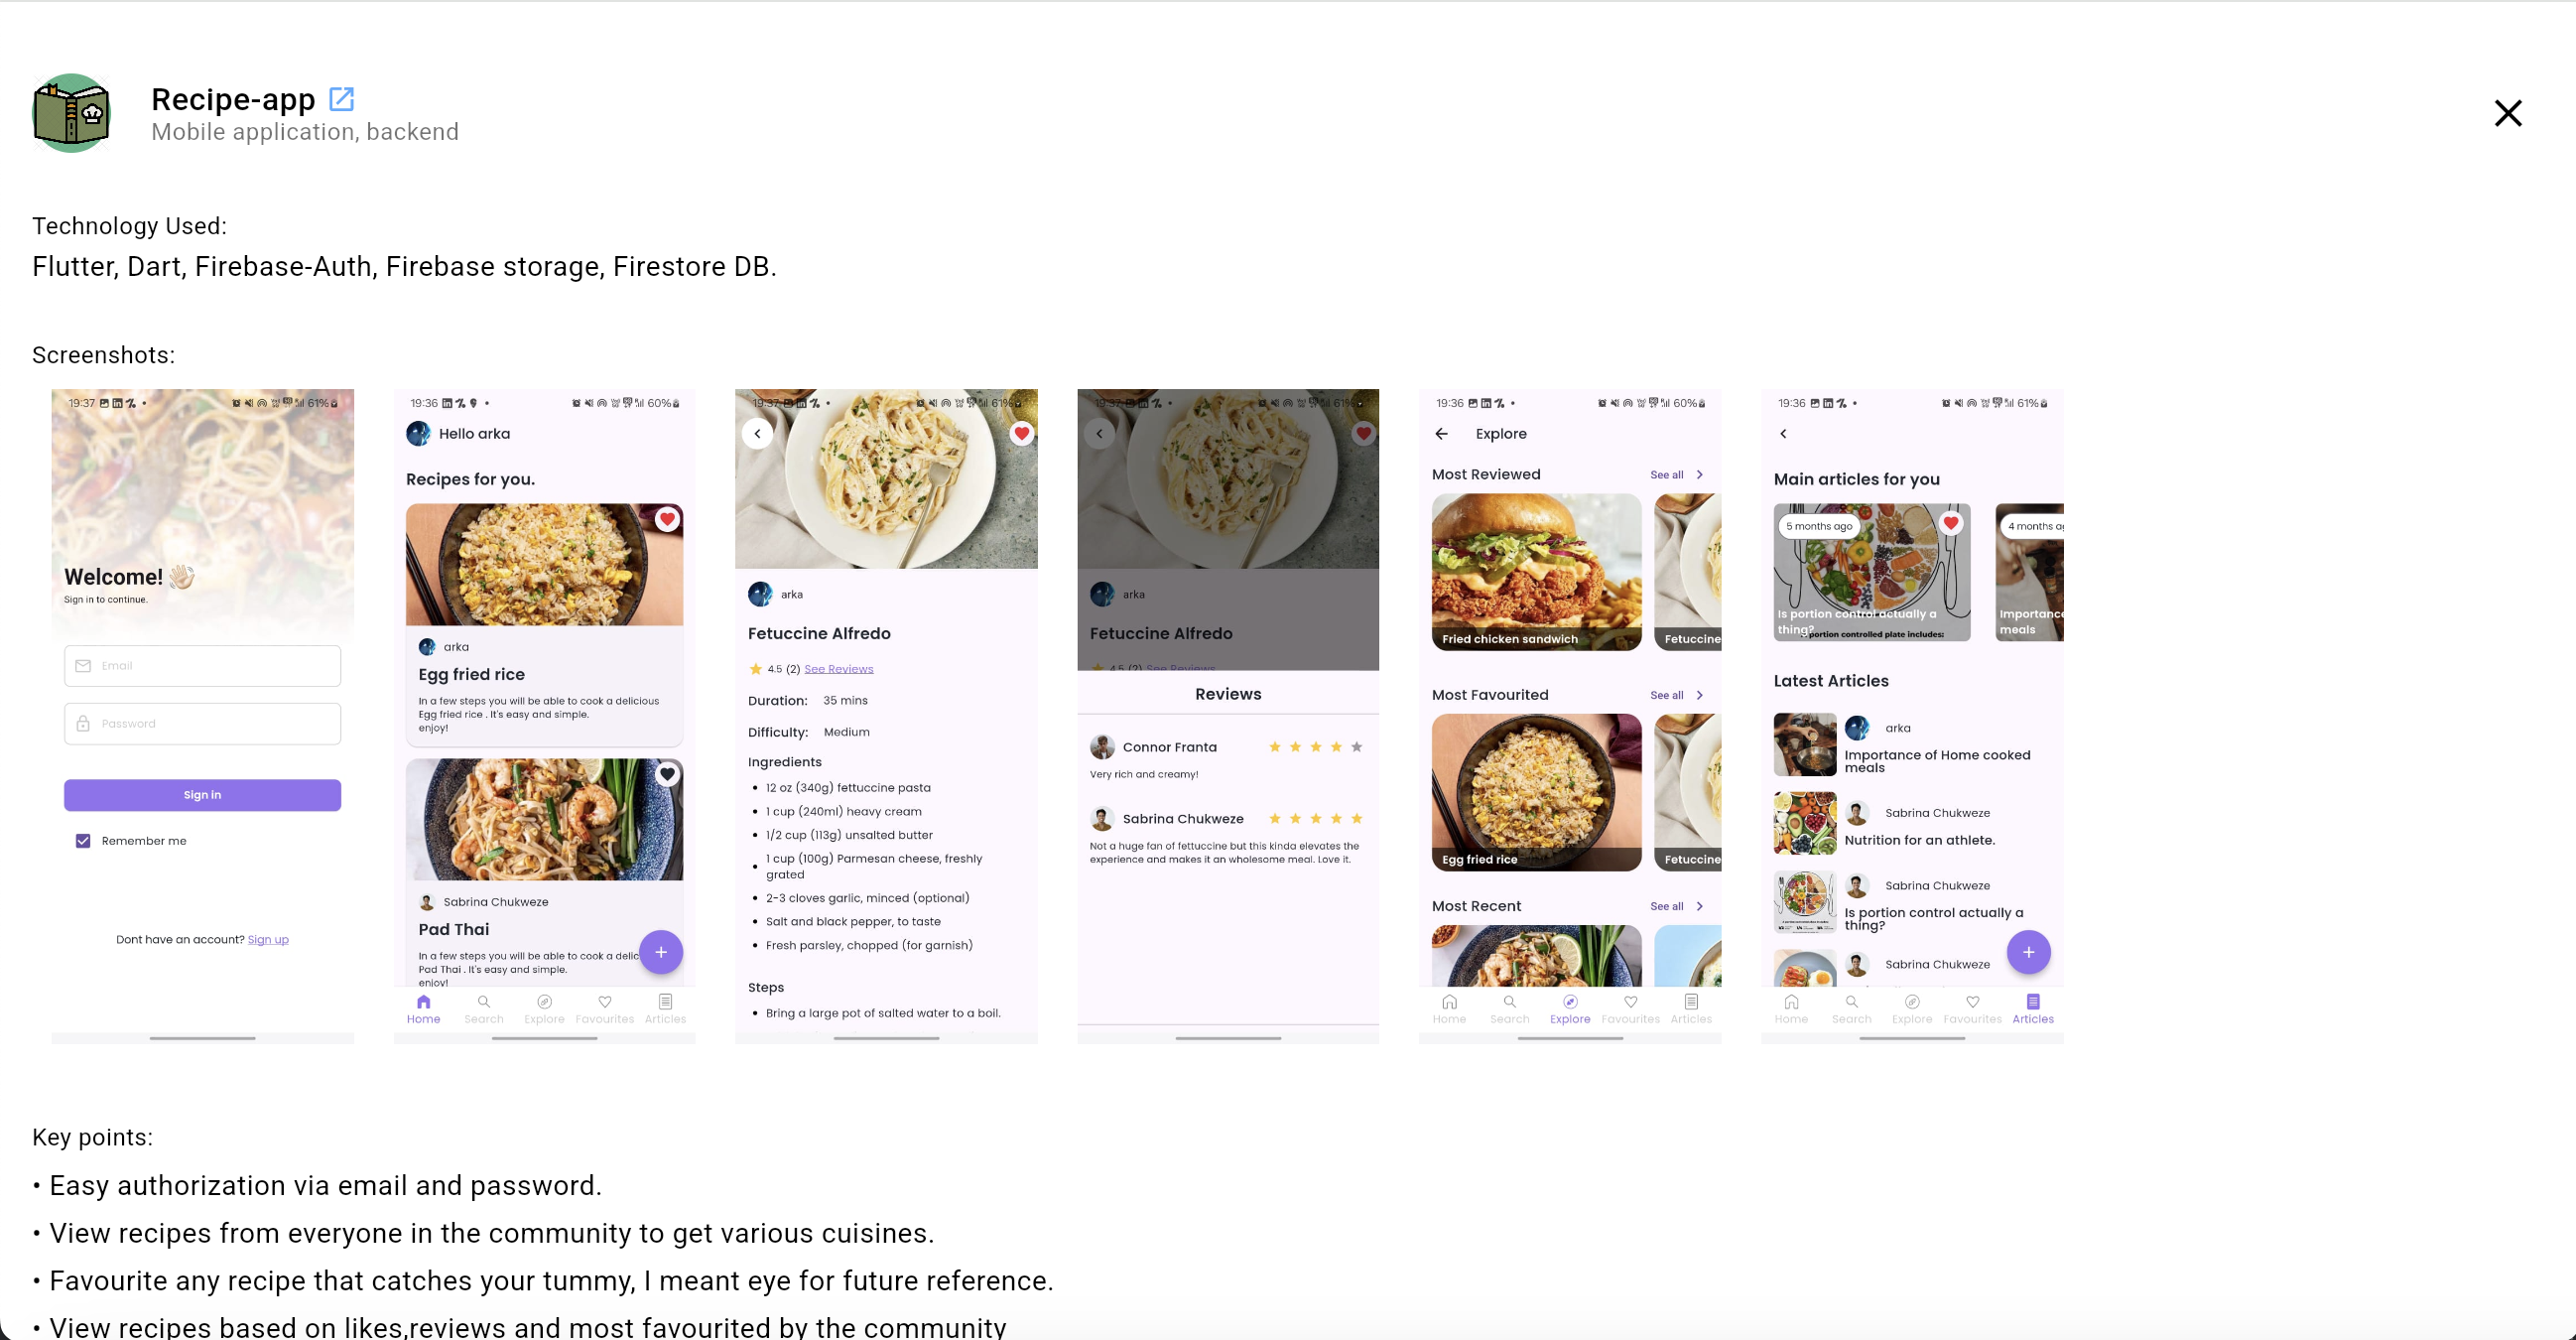 Recipe-app
Mobile application, backend
Technology Used:
Flutter, Dart, Firebase-Auth, Firebase storage, Firestore DB.
Screenshots:
19:37
61%
Welcome!
Sign in to continue.
Email
Password
Sign in
Remember me
Dont have an account? Sign up
19:36
60%
Hello arka
Recipes for you.
arka
Egg fried rice
In a few steps you will be able to cook a delicious
Egg fried rice . It's easy and simple.
enjoy!
Sabrina Chukweze
Pad Thai
In a few steps you will be able to cook a delic
Pad Thai . It's easy and simple.
enjoy!
+
Home
Search
Explore
Favourites
Articles
19:37
61%
arka
Fetuccine Alfredo
4.5 (2) See Reviews
Duration: 35 mins
Difficulty: Medium
Ingredients
• 12 oz (340g) fettuccine pasta
• 1 cup (240ml) heavy cream
• 1/2 cup (113g) unsalted butter
• 1 cup (100g) Parmesan cheese, freshly
grated
• 2-3 cloves garlic, minced (optional)
• Salt and black pepper, to taste
• Fresh parsley, chopped (for garnish)
Steps
• Bring a large pot of salted water to a boil.
19:37
61%
arka
Fetuccine Alfredo
4.5 (2) See Reviews
Reviews
Connor Franta
Very rich and creamy!
Sabrina Chukweze
Not a huge fan of fettuccine but this kinda elevates the
experience and makes it an wholesome meal. Love it.
19:36
60%
Explore
Most Reviewed
See all
Fried chicken sandwich
Fetuccine
Most Favourited
See all
Egg fried rice
Fetuccine
Most Recent
See all
Home
Search
Explore
Favourites
Articles
19:36
61%
Main articles for you
5 months ago
Is portion control actually a
thing?
portion controlled plate includes:
4 months ag
Importance
meals
Latest Articles
arka
Importance of Home cooked
meals
Sabrina Chukweze
Nutrition for an athlete.
Sabrina Chukweze
Is portion control actually a
thing?
Sabrina Chukweze
+
Home
Search
Explore
Favourites
Articles
Key points:
• Easy authorization via email and password.
• View recipes from everyone in the community to get various cuisines.
• Favourite any recipe that catches your tummy, I meant eye for future reference.
• View recipes based on likes,reviews and most favourited by the community